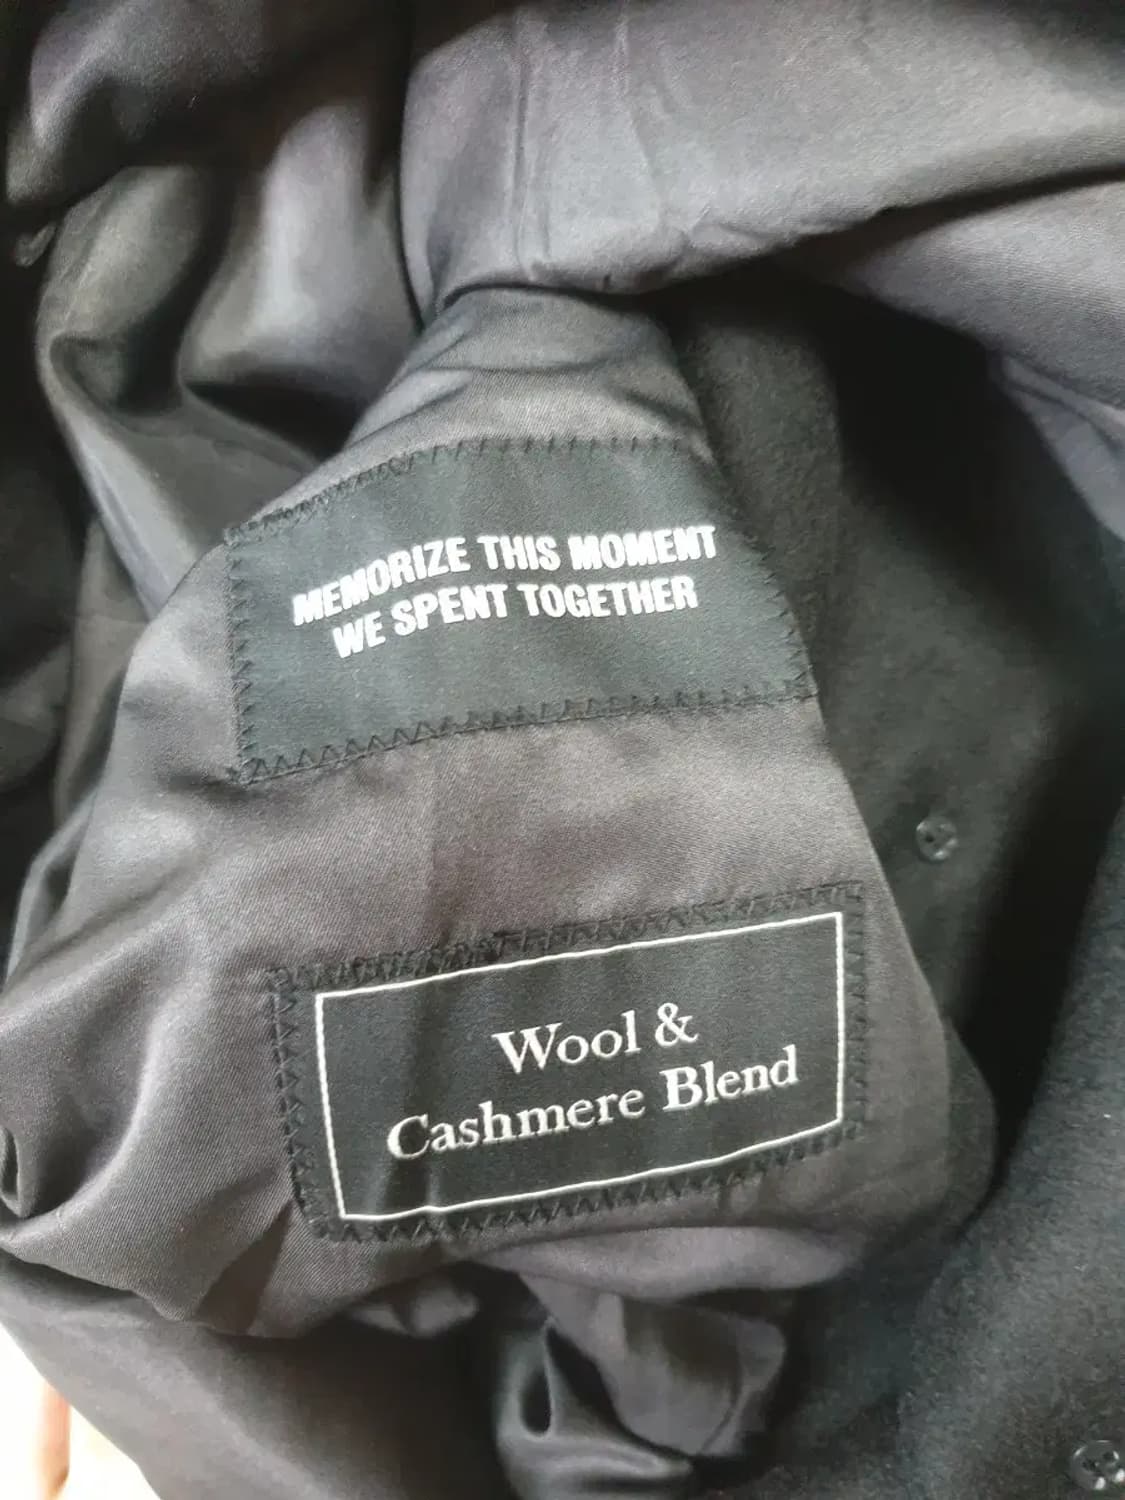 MEMORIZE THIS MOMENT
WE SPENT TOGETHER
Wool &
Cashmere Blend